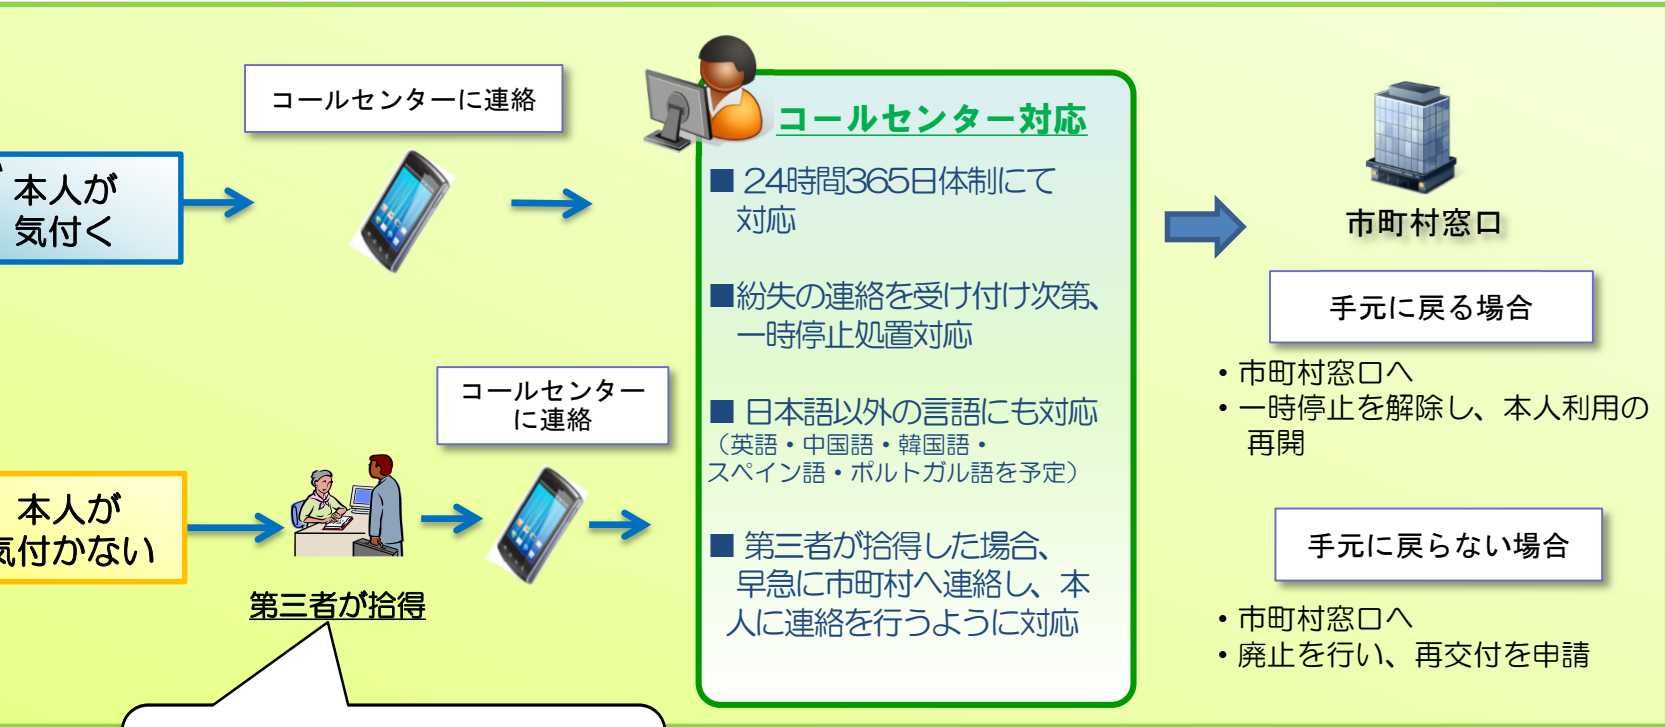 コールセンターに連絡
本人が
気付く
コールセンター対応
■ 24時間365日体制にて
対応
■紛失の連絡を受け付け次第、
一時停止処置対応
■ 日本語以外の言語にも対応
（英語・中国語・韓国語・
スペイン語・ポルトガル語を予定）
■ 第三者が拾得した場合、
早急に市町村へ連絡し、本
人に連絡を行うように対応
市町村窓口
手元に戻る場合
・市町村窓口へ
・一時停止を解除し、本人利用の
再開
手元に戻らない場合
・市町村窓口へ
・廃止を行い、再交付を申請
コールセンター
に連絡
本人が
気付かない
第三者が拾得